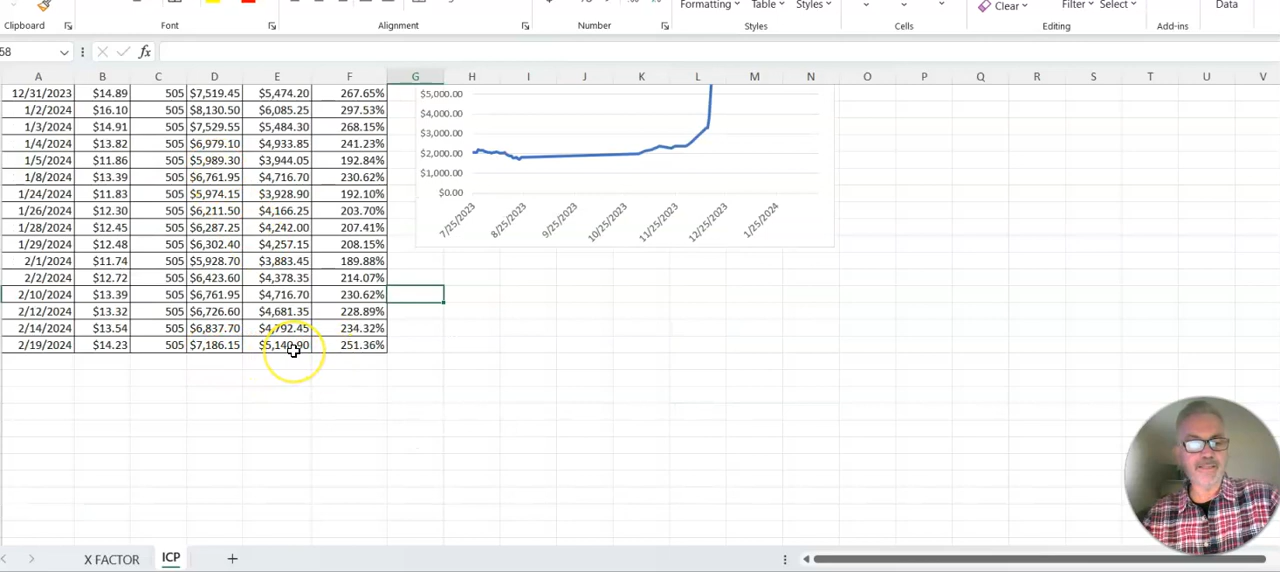 Formatting Table Styles Clear Filter Select Data
Clipboard Font Alignment Number Styles Cells Editing Add-ins
58 fx
A B C D E F G H I J K L M N O P Q R S T U V
12/31/2023 $14.89 505 $7,519.45 $5,474.20 267.65%
1/2/2024 $16.10 505 $8,130.50 $6,085.25 297.53%
1/3/2024 $14.91 505 $7,529.55 $5,484.30 268.15%
1/4/2024 $13.82 505 $6,979.10 $4,933.85 241.23%
1/5/2024 $11.86 505 $5,989.30 $3,944.05 192.84%
1/8/2024 $13.39 505 $6,761.95 $4,716.70 230.62%
1/24/2024 $11.83 505 $5,974.15 $3,928.90 192.10%
1/26/2024 $12.30 505 $6,211.50 $4,166.25 203.70%
1/28/2024 $12.45 505 $6,287.25 $4,242.00 207.41%
1/29/2024 $12.48 505 $6,302.40 $4,257.15 208.15%
2/1/2024 $11.74 505 $5,928.70 $3,883.45 189.88%
2/2/2024 $12.72 505 $6,423.60 $4,378.35 214.07%
2/10/2024 $13.39 505 $6,761.95 $4,716.70 230.62%
2/12/2024 $13.32 505 $6,726.60 $4,681.35 228.89%
2/14/2024 $13.54 505 $6,837.70 $4,792.45 234.32%
2/19/2024 $14.23 505 $7,186.15 $5,140.90 251.36%
$5,000.00
$4,000.00
$3,000.00
$2,000.00
$1,000.00
$0.00
7/25/2023 8/25/2023 9/25/2023 10/25/2023 11/25/2023 12/25/2023 1/25/2024
X FACTOR ICP